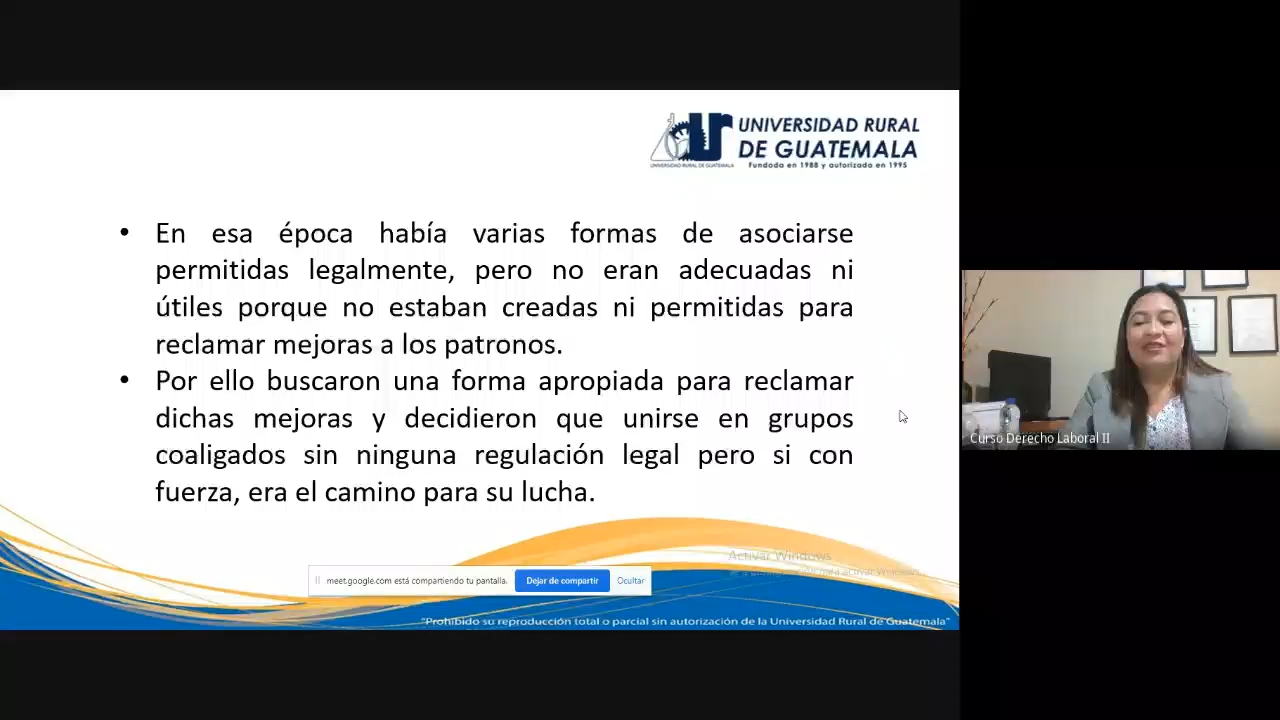 UNIVERSIDAD RURAL
DE GUATEMALA
Fundada en 1988 y autorizado en 1995
UNIVERSIDAD RURAL DE GUATEMALA
• En esa época había varias formas de asociarse
permitidas legalmente, pero no eran adecuadas ni
útiles porque no estaban creadas ni permitidas para
reclamar mejoras a los patronos.
• Por ello buscaron una forma apropiada para reclamar
dichas mejoras y decidieron que unirse en grupos
coaligados sin ninguna regulación legal pero si con
fuerza, era el camino para su lucha.
Curso Derecho Laboral II
Activar Windows
meet.google.com está compartiendo tu pantalla.
Dejar de compartir
Ocultar
"Prohibido su reproducción total o parcial sin autorización de la Universidad Rural de Guatemala"